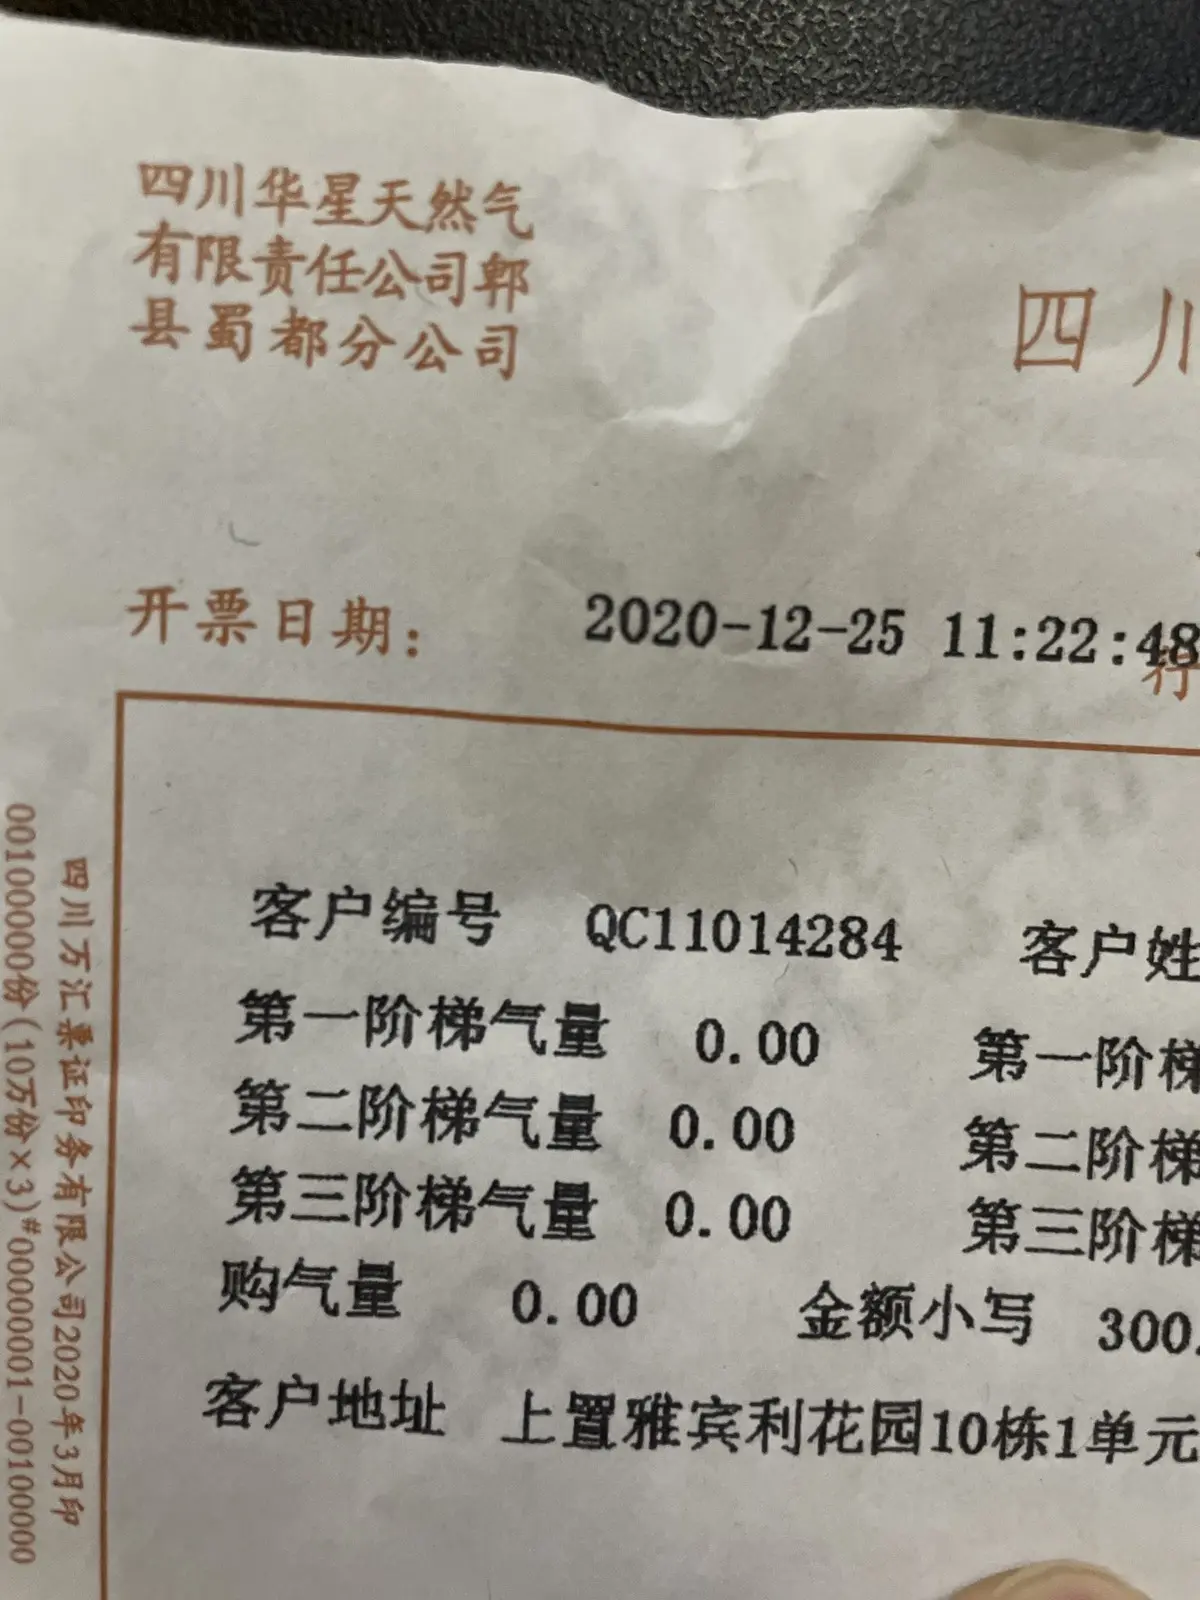 四川华星天然气
有限责任公司郫
县蜀都分公司
四川
开票日期: 2020-12-25 11:22:48
行
客户编号 QC11014284 客户姓
第一阶梯气量 0.00 第一阶梯
第二阶梯气量 0.00 第二阶梯
第三阶梯气量 0.00 第三阶梯
购气量 0.00 金额小写 300.
客户地址 上置雅宾利花园10栋1单元
四川万汇票证印务有限公司2020年3月印
00100000份(10万份×3)#00000001-00100000